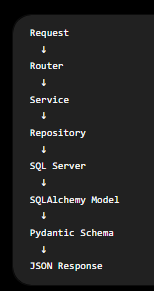 Request
↓
Router
↓
Service
↓
Repository
↓
SQL Server
↓
SQLAlchemy Model
↓
Pydantic Schema
↓
JSON Response